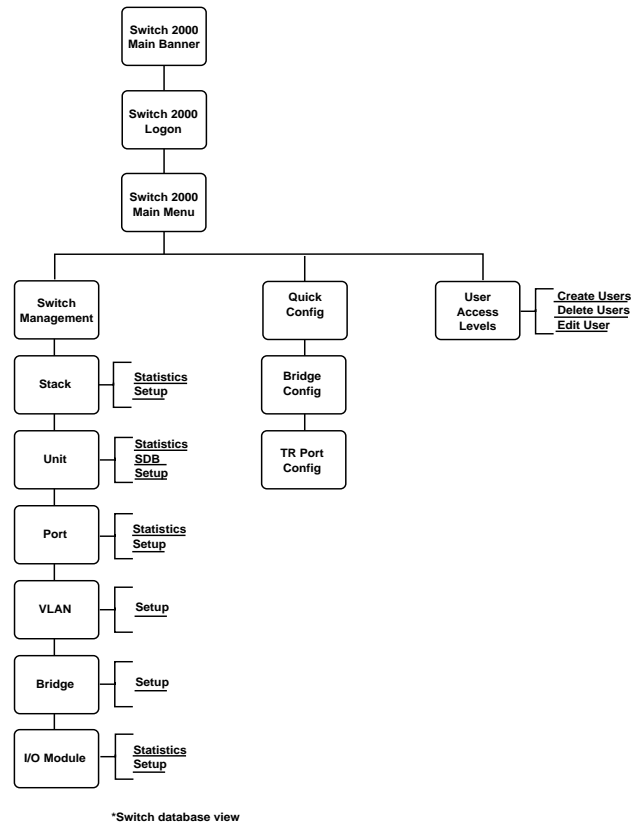 Switch 2000
Main Banner
Switch 2000
Logon
Switch 2000
Main Menu
Switch
Management
Quick
Config
User
Access
Levels
Create Users
Delete Users
Edit User
Stack
Statistics
Setup
Bridge
Config
Unit
Statistics
SDB
Setup
TR Port
Config
Port
Statistics
Setup
VLAN
Setup
Bridge
Setup
I/O Module
Statistics
Setup
*Switch database view